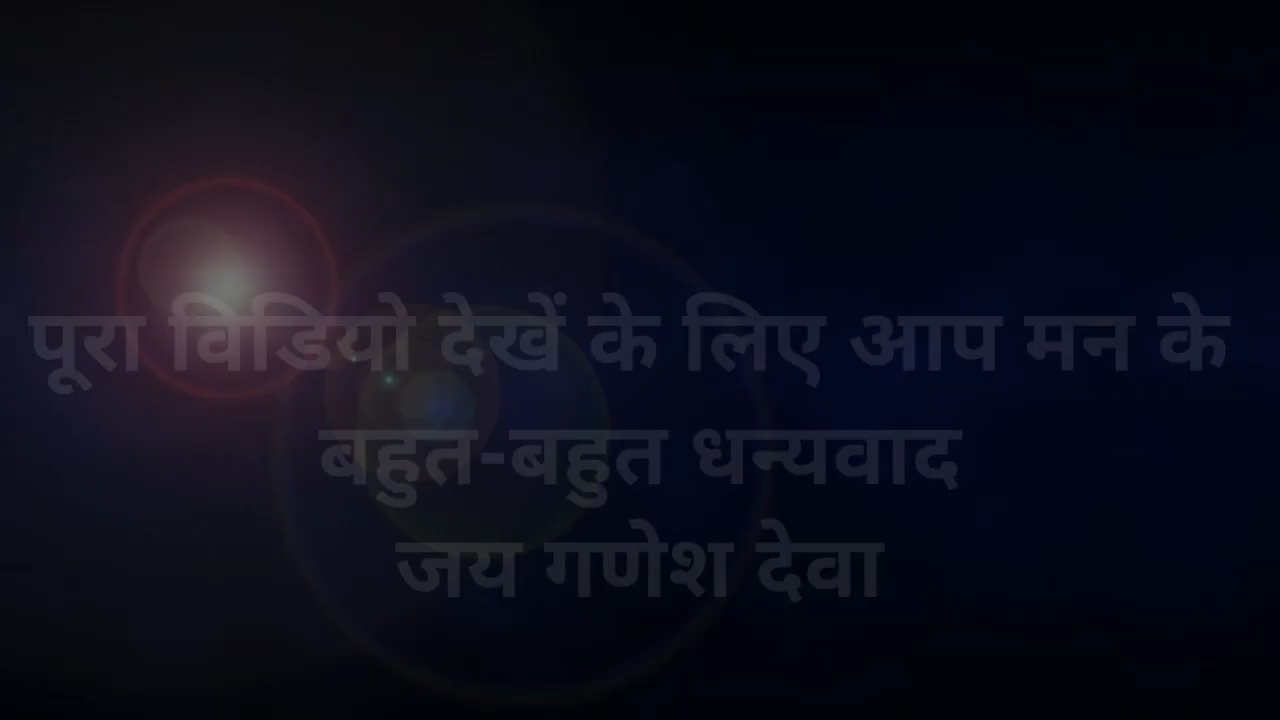 पूरा विडियो देखें के लिए आप मन के
बहुत-बहुत धन्यवाद
जय गणेश देवा